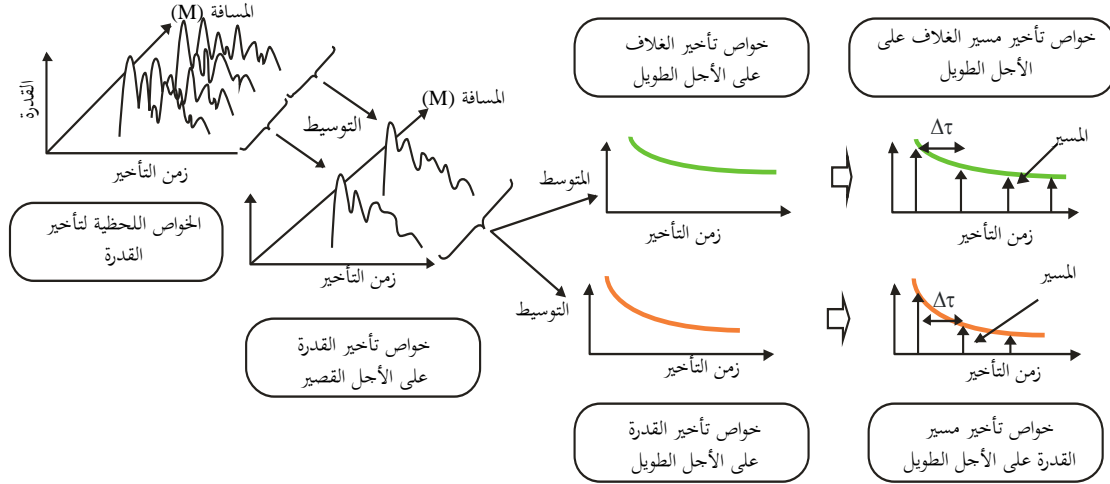 المسافة (M)
القدرة
زمن التأخير
الخواص اللحظية لتأخير
القدرة
التوسيط
المسافة (M)
زمن التأخير
خواص تأخير القدرة
على الأجل القصير
خواص تأخير الغلاف
على الأجل الطويل
المتوسط
زمن التأخير
خواص تأخير مسير الغلاف على
الأجل الطويل
Δτ
المسير
زمن التأخير
التوسيط
زمن التأخير
خواص تأخير القدرة
على الأجل الطويل
المسير
Δτ
زمن التأخير
خواص تأخير مسير
القدرة على الأجل الطويل